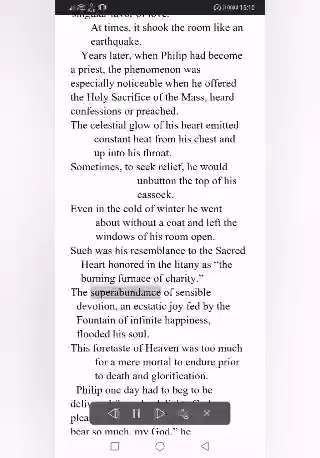 15:10
singular favor of love.
At times, it shook the room like an
earthquake.
Years later, when Philip had become
a priest, the phenomenon was
especially noticeable when he offered
the Holy Sacrifice of the Mass, heard
confessions or preached.
The celestial glow of his heart emitted
constant heat from his chest and
up into his throat.
Sometimes, to seek relief, he would
unbutton the top of his
cassock.
Even in the cold of winter he went
about without a coat and left the
windows of his room open.
Such was his resemblance to the Sacred
Heart honored in the litany as “the
burning furnace of charity.”
The superabundance of sensible
devotion, an ecstatic joy fed by the
Fountain of infinite happiness,
flooded his soul.
This foretaste of Heaven was too much
for a mere mortal to endure prior
to death and glorification.
Philip one day had to beg to be
bear so much, my God,” he